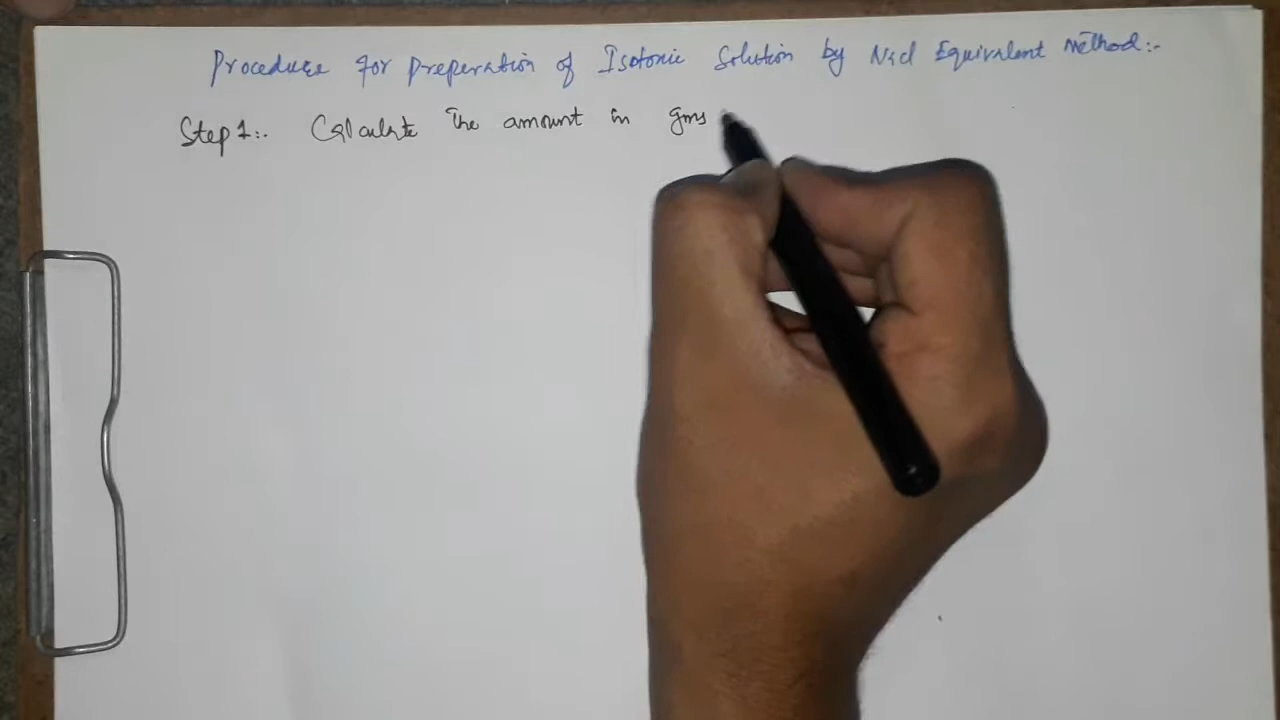 Procedure for preperation of Isotonic Solution by Nacl Equivalent Method:-
Step 1:. Calculate The amount in gms